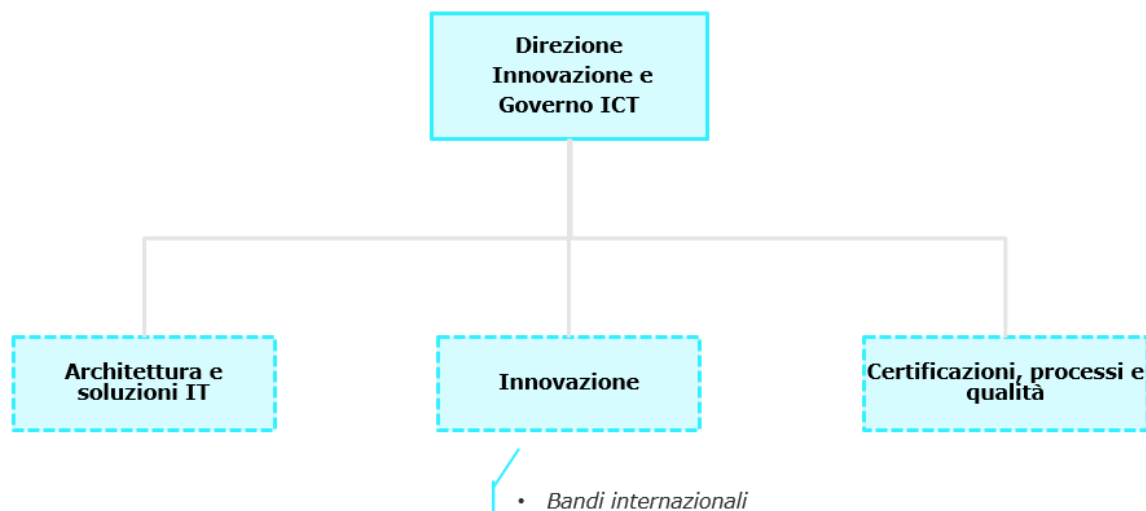 Direzione
Innovazione e
Governo ICT
Architettura e
soluzioni IT
Innovazione
Certificazioni, processi e
qualità
• Bandi internazionali